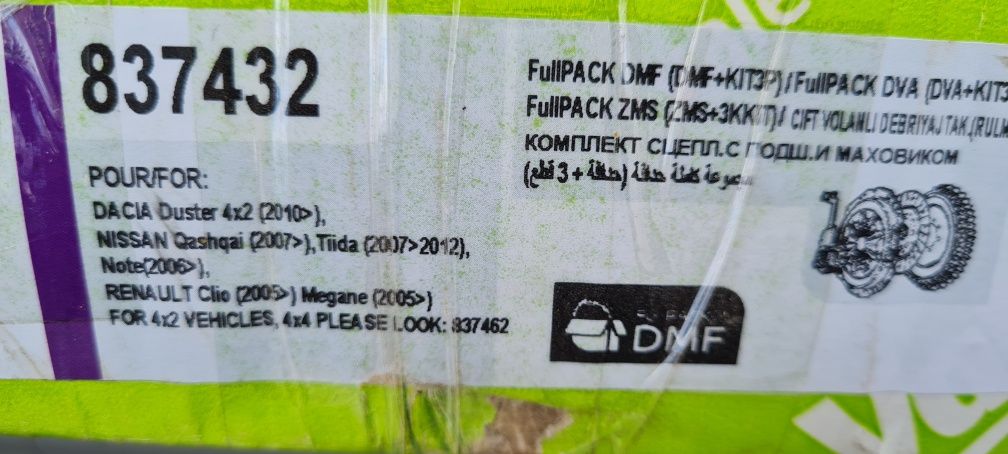 837432
FullPACK DMF (DMF+KIT3P)/FullPACK DVA (DVA+KIT3
FullPACK ZMS (ZMS+3KKIT)/ CIFT VOLANLI DEBRIYAJ TAK.(RULM
КОМПЛЕКТ СЦЕПЛ.С ПОДШ.И МАХОВИКОМ
(قطع 3 +
POUR/FOR:
DACIA Duster 4x2 (2010>),
NISSAN Qashqai (2007>),Tiida (2007>2012),
Note(2006>),
RENAULT Clio (2005>) Megane (2005>)
FOR 4x2 VEHICLES, 4x4 PLEASE LOOK: 837462
DMF